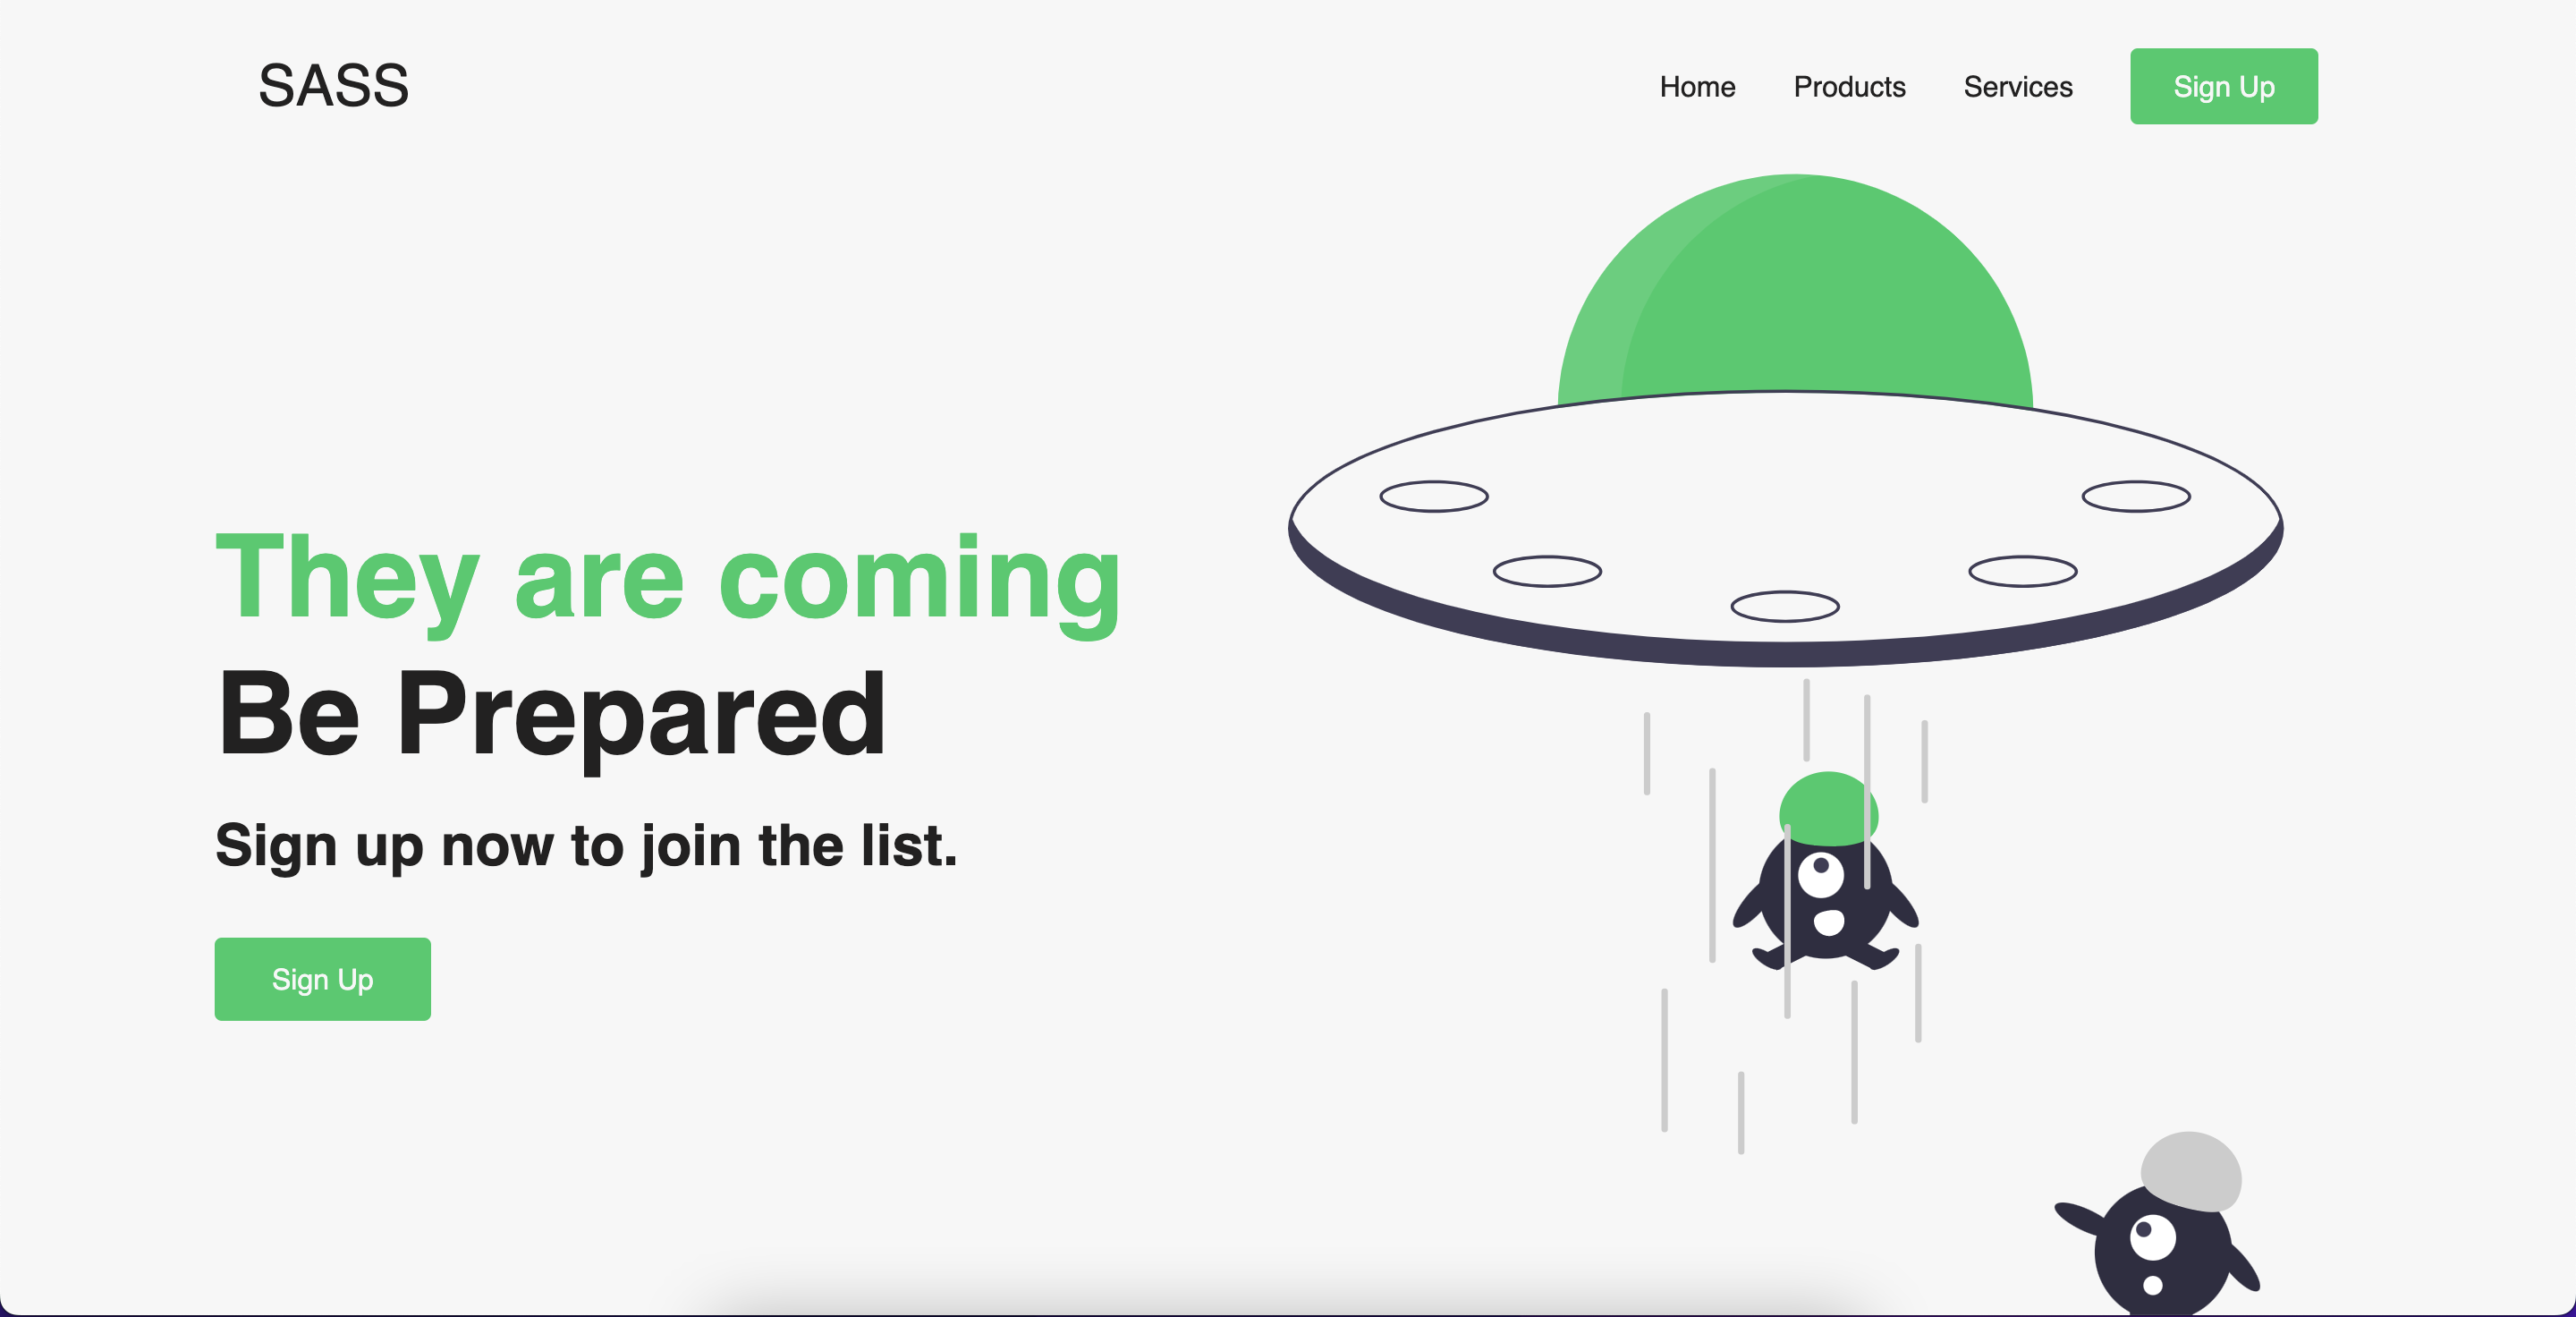 SASS
Home Products Services Sign Up
They are coming
Be Prepared
Sign up now to join the list.
Sign Up